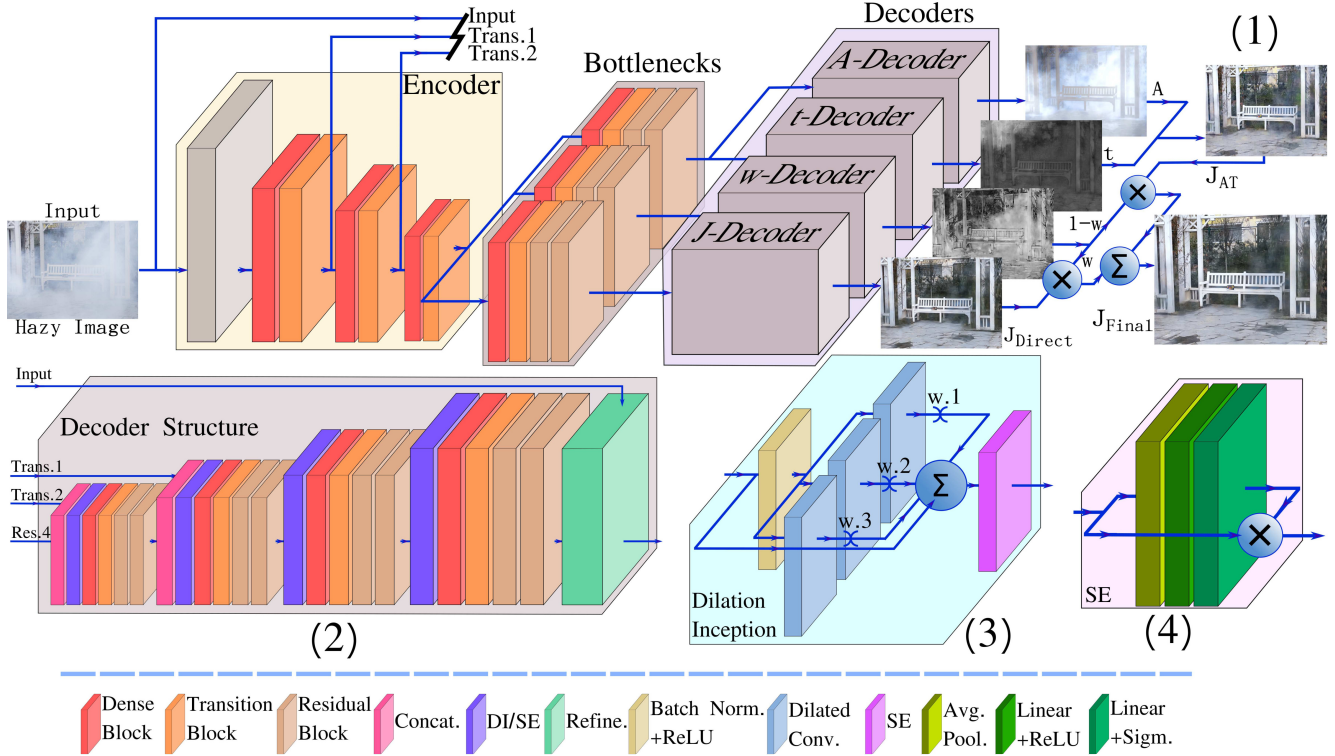 Input
Trans.1
Trans.2
Decoders
(1)
Encoder
Bottlenecks
A-Decoder
t-Decoder
w-Decoder
J-Decoder
A
t
J_AT
1-w
w
Σ
J_Direct
J_Final
Input
Hazy Image
Input
Decoder Structure
Trans.1
Trans.2
Res.4
(2)
w.1
w.2
w.3
Σ
Dilation
Inception
(3)
SE
(4)
Dense
Block
Transition
Block
Residual
Block
Concat.
DI/SE
Refine.
Batch Norm.
+ReLU
Dilated
Conv.
SE
Avg.
Pool.
Linear
+ReLU
Linear
+Sigm.